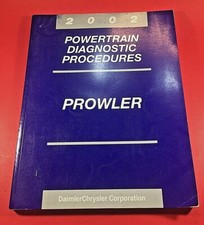 2002
POWERTRAIN
DIAGNOSTIC
PROCEDURES
PROWLER
DaimlerChrysler Corporation